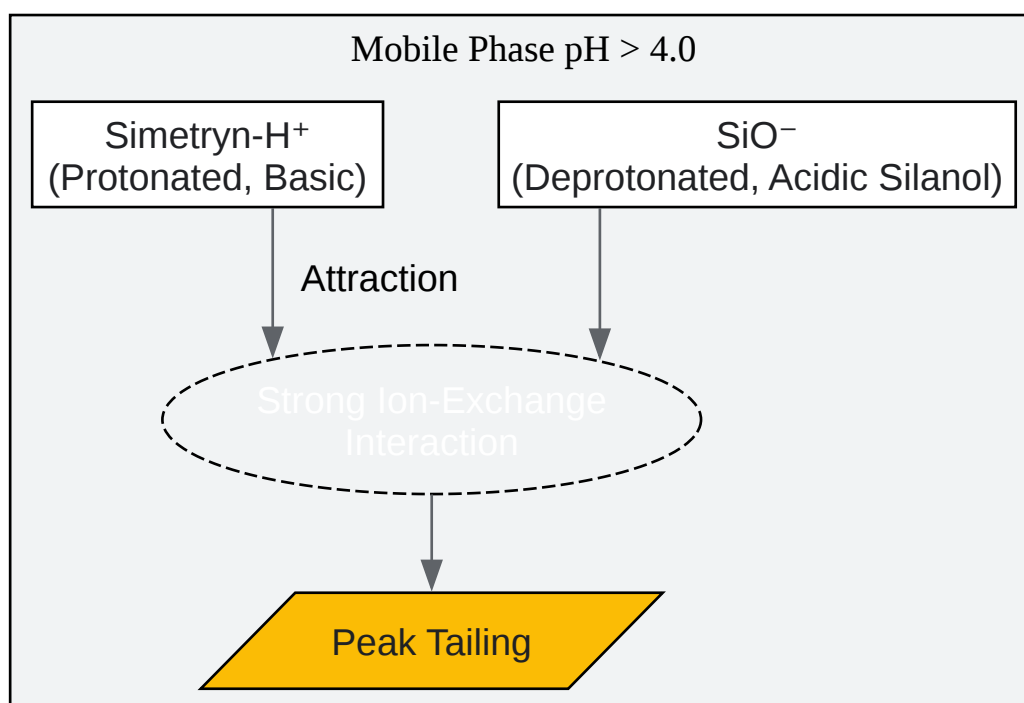 Mobile Phase pH > 4.0
Simetryn-H⁺
(Protonated, Basic)
SiO⁻
(Deprotonated, Acidic Silanol)
Attraction
Strong Ion-Exchange
Interaction
Peak Tailing